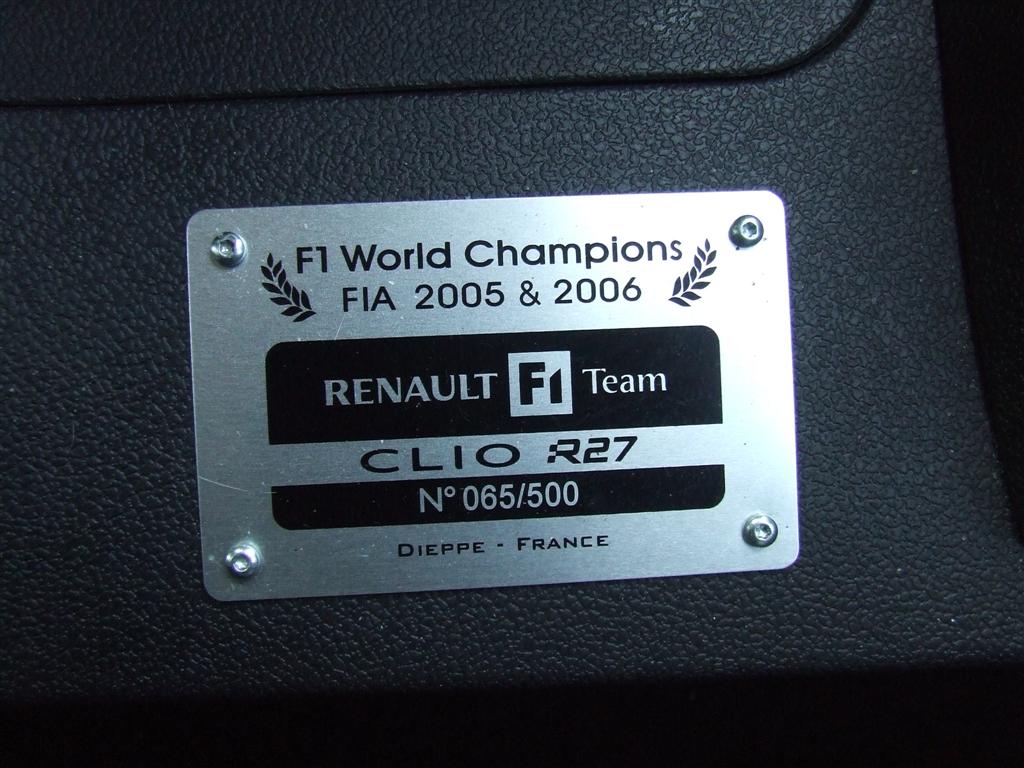 F1 World Champions
FIA 2005 & 2006
RENAULT F1 Team
CLIO R27
N° 065/500
DIEPPE - FRANCE